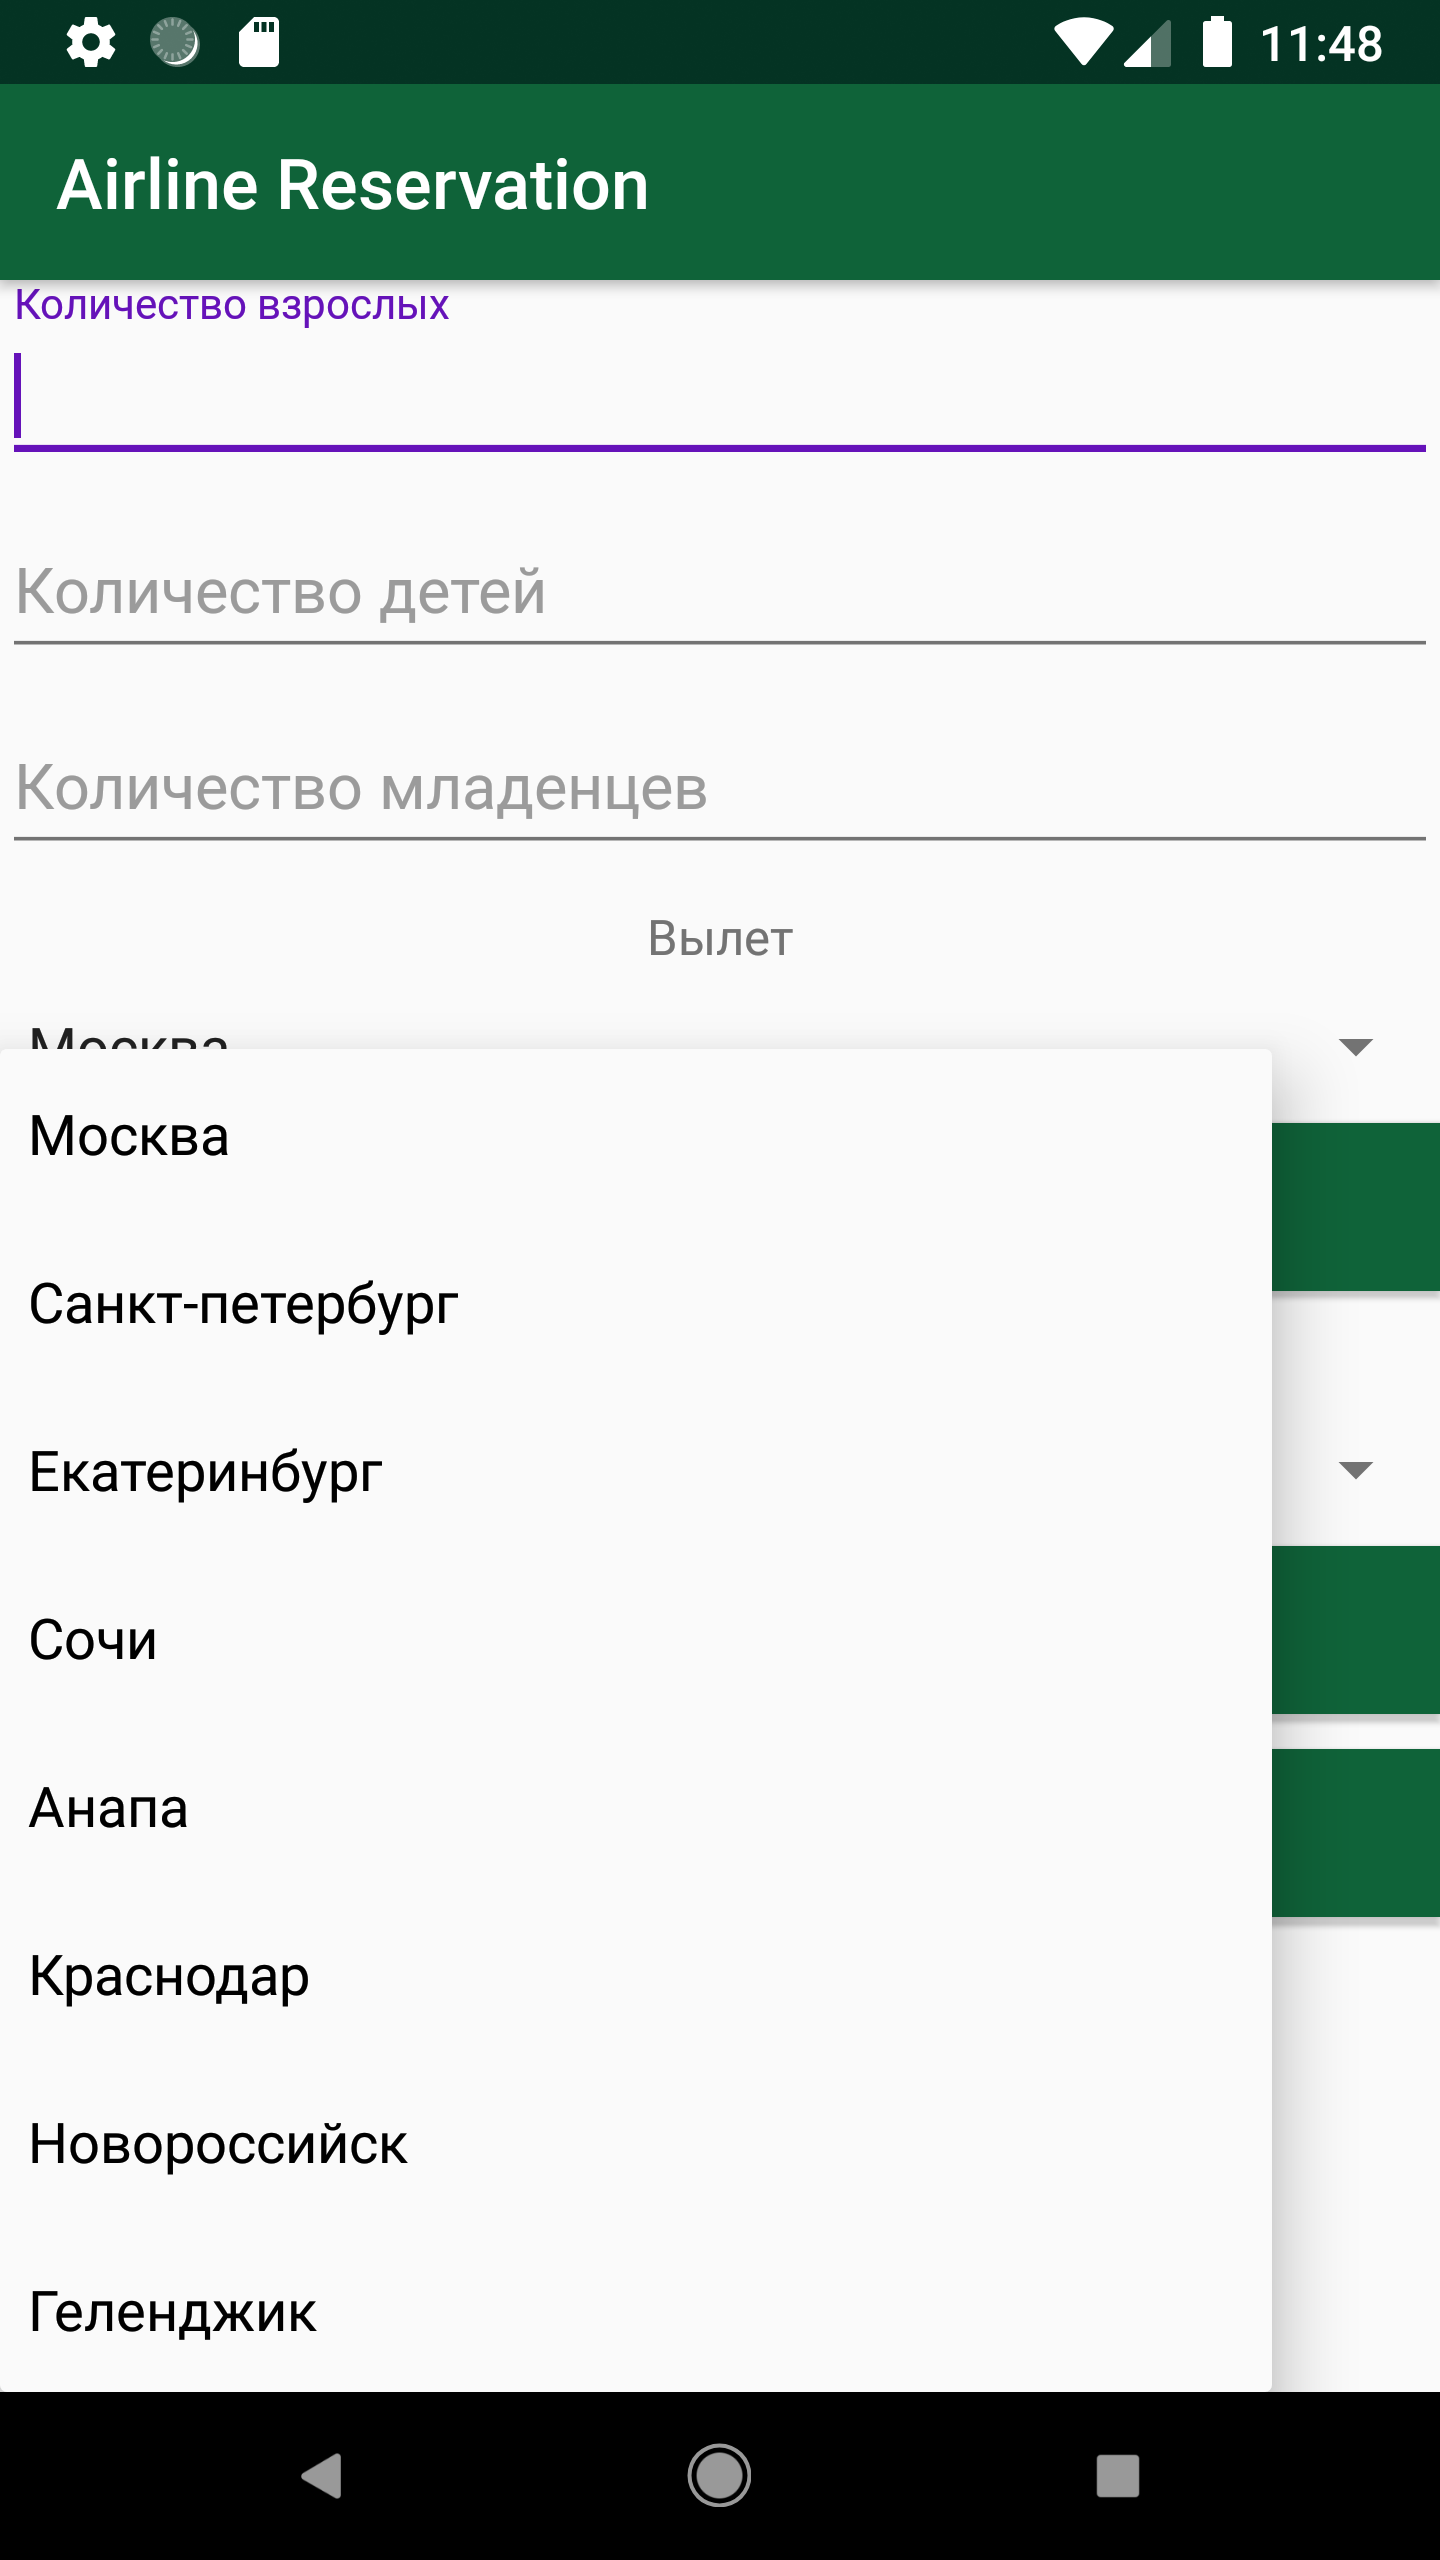 11:48
Airline Reservation
Количество взрослых
Количество детей
Количество младенцев
Вылет
Москва
Москва
Санкт-петербург
Екатеринбург
Сочи
Анапа
Краснодар
Новороссийск
Геленджик